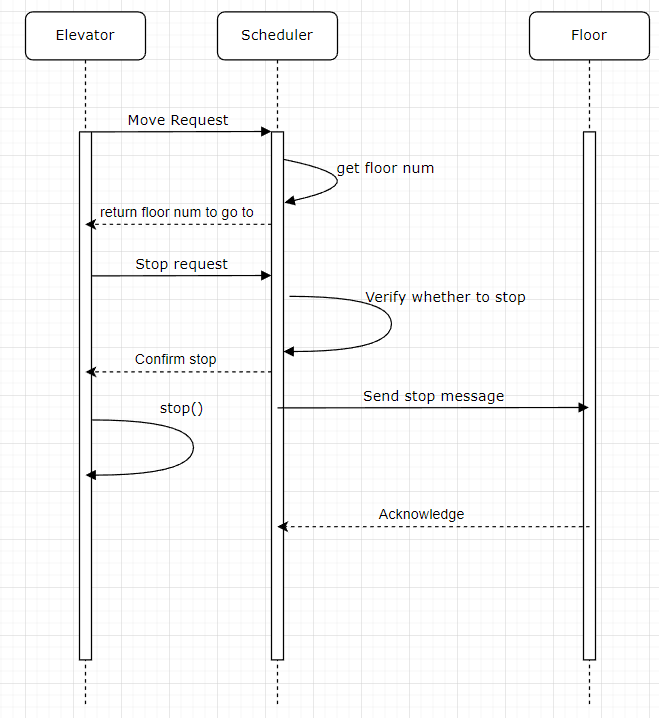 Elevator
Scheduler
Floor
Move Request
get floor num
return floor num to go to
Stop request
Verify whether to stop
Confirm stop
Send stop message
stop()
Acknowledge